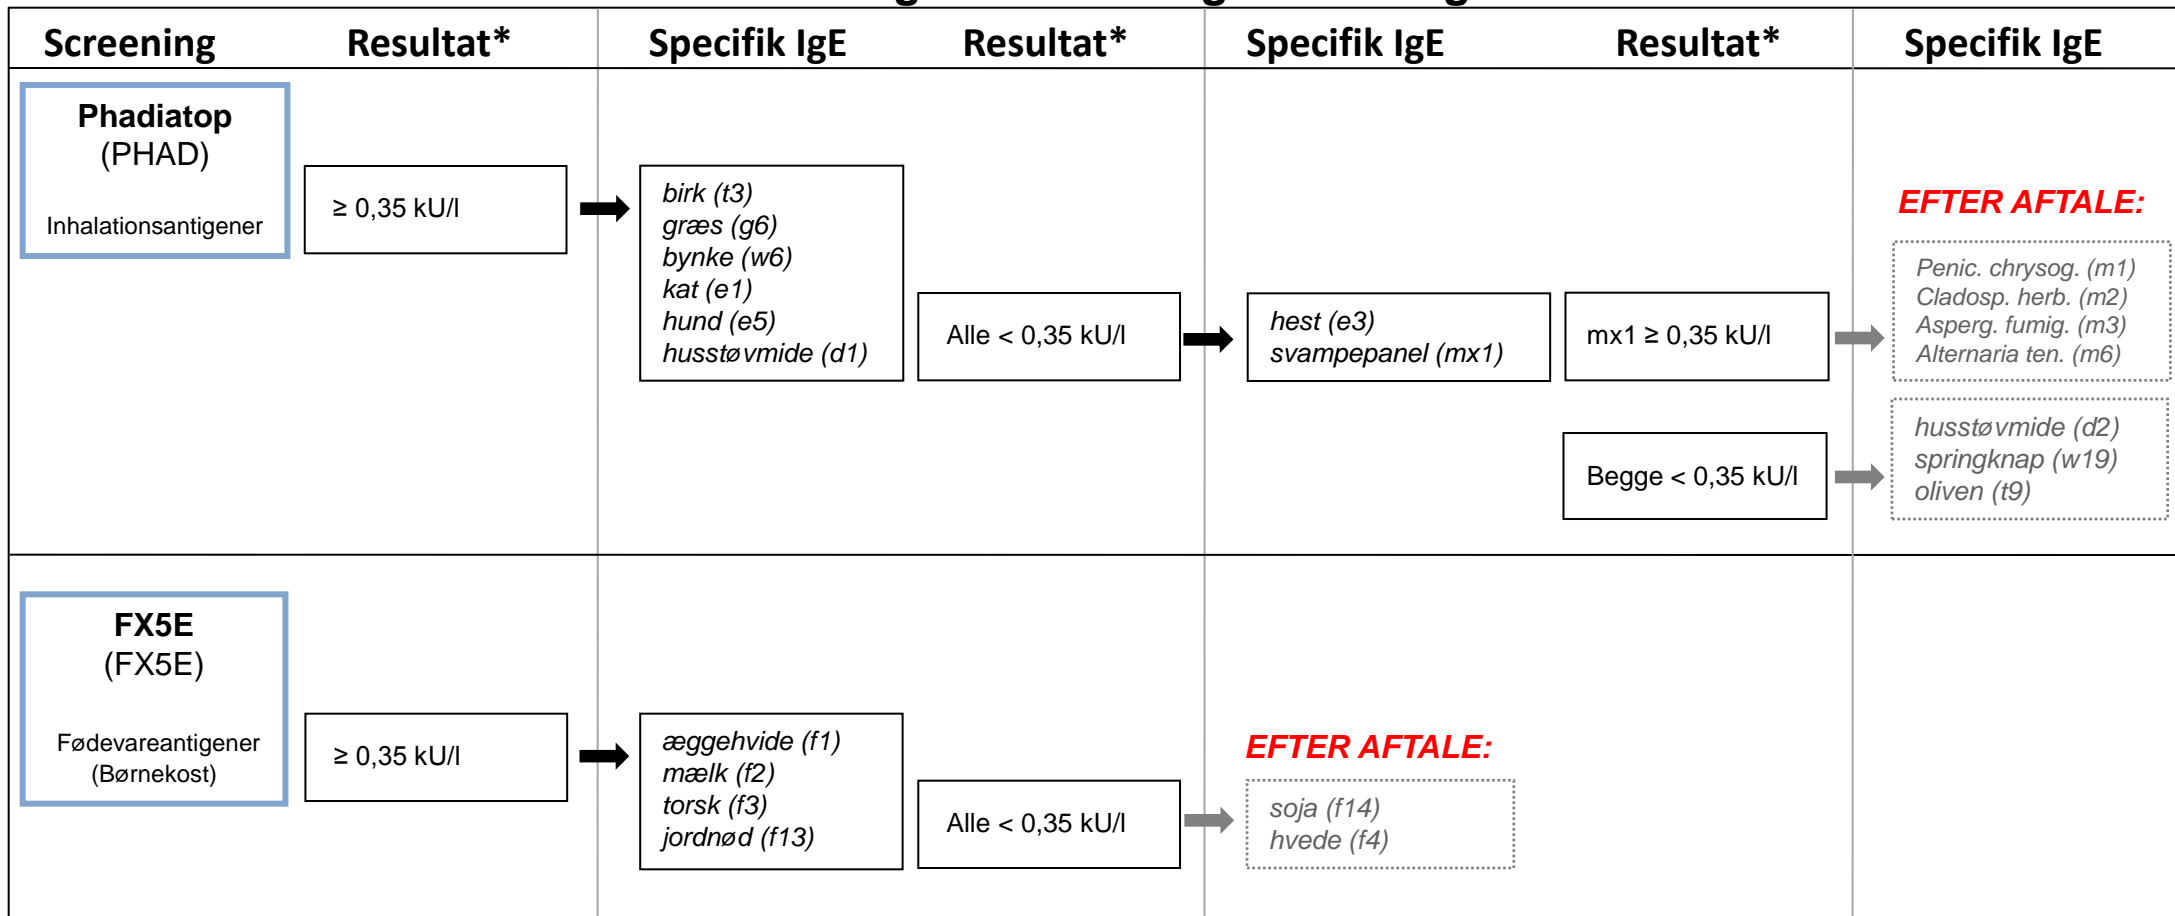 Screening Resultat* Specifik IgE Resultat* Specifik IgE Resultat* Specifik IgE
Phadiatop
(PHAD)
Inhalationsantigener
≥ 0,35 kU/l
birk (t3)
græs (g6)
bynke (w6)
kat (e1)
hund (e5)
husstøvmide (d1)
Alle < 0,35 kU/l
hest (e3)
svampepanel (mx1)
mx1 ≥ 0,35 kU/l
EFTER AFTALE:
Penic. chrysog. (m1)
Cladosp. herb. (m2)
Asperg. fumig. (m3)
Alternaria ten. (m6)
Begge < 0,35 kU/l
husstøvmide (d2)
springknap (w19)
oliven (t9)
FX5E
(FX5E)
Fødevareantigener
(Børnekost)
≥ 0,35 kU/l
æggehvide (f1)
mælk (f2)
torsk (f3)
jordnød (f13)
Alle < 0,35 kU/l
EFTER AFTALE:
soja (f14)
hvede (f4)